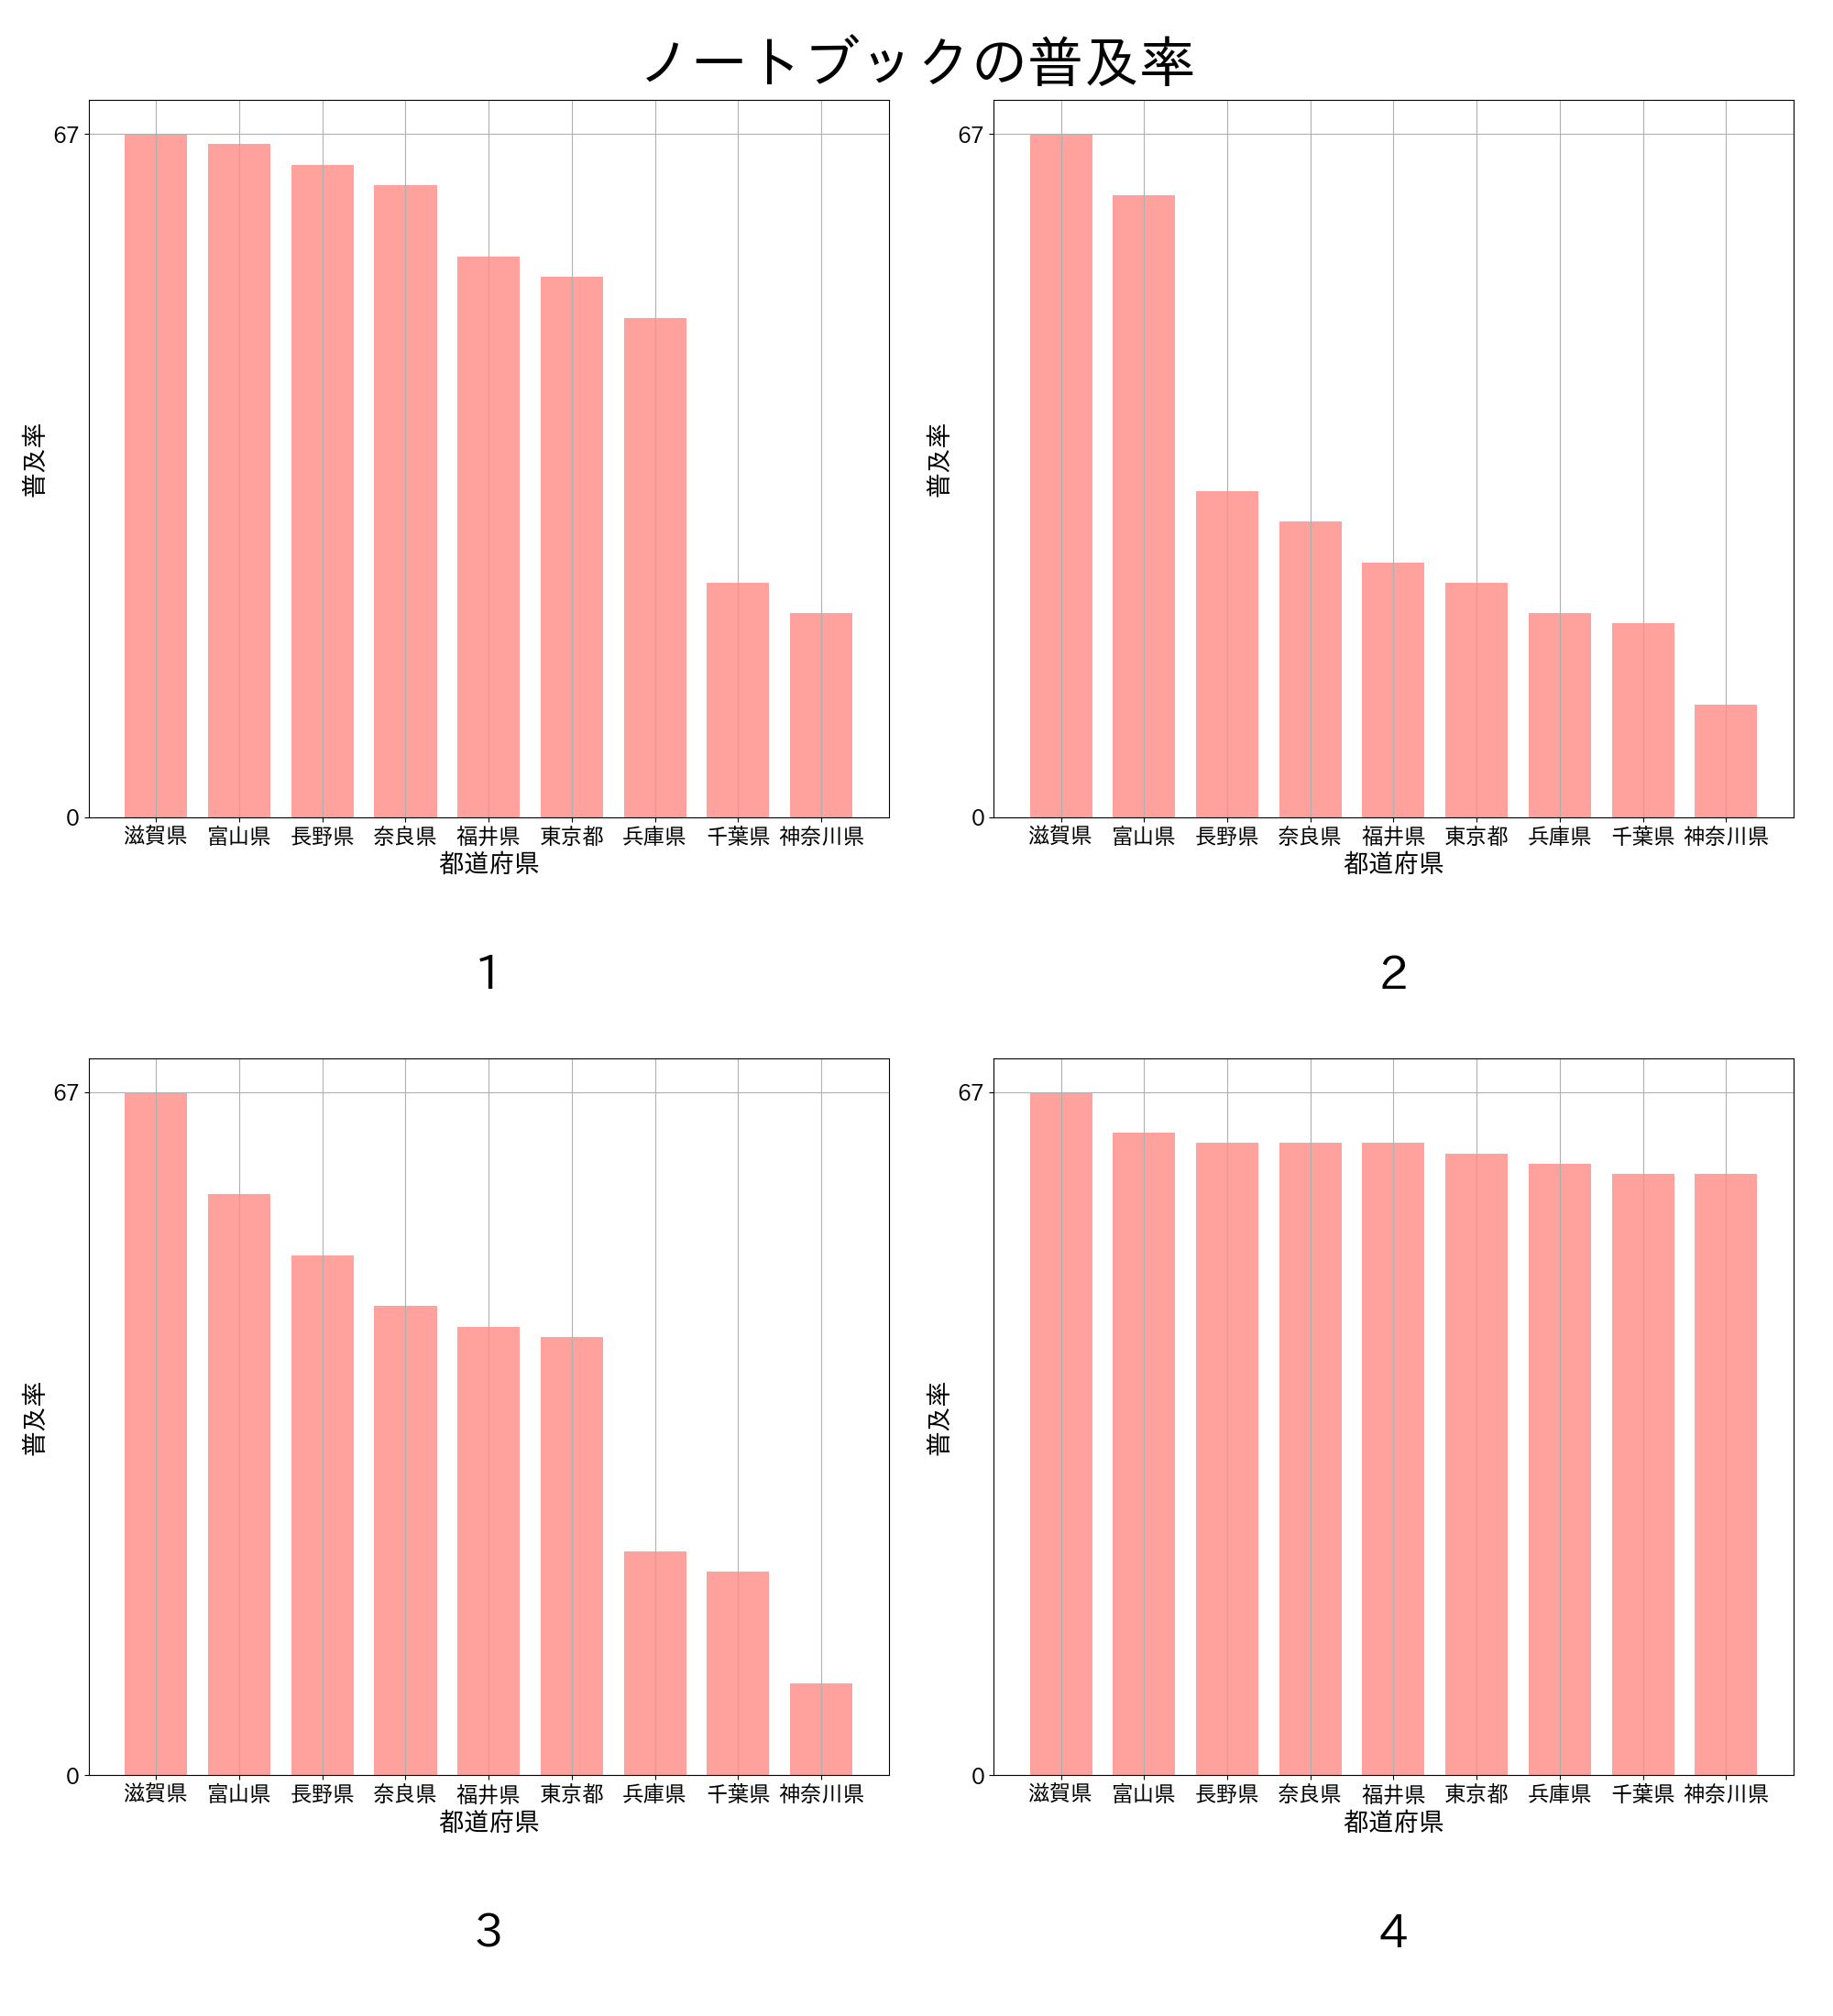 ノートブックの普及率
67
0
普及率
滋賀県 富山県 長野県 奈良県 福井県 東京都 兵庫県 千葉県 神奈川県
都道府県
1
67
0
普及率
滋賀県 富山県 長野県 奈良県 福井県 東京都 兵庫県 千葉県 神奈川県
都道府県
2
67
0
普及率
滋賀県 富山県 長野県 奈良県 福井県 東京都 兵庫県 千葉県 神奈川県
都道府県
3
67
0
普及率
滋賀県 富山県 長野県 奈良県 福井県 東京都 兵庫県 千葉県 神奈川県
都道府県
4